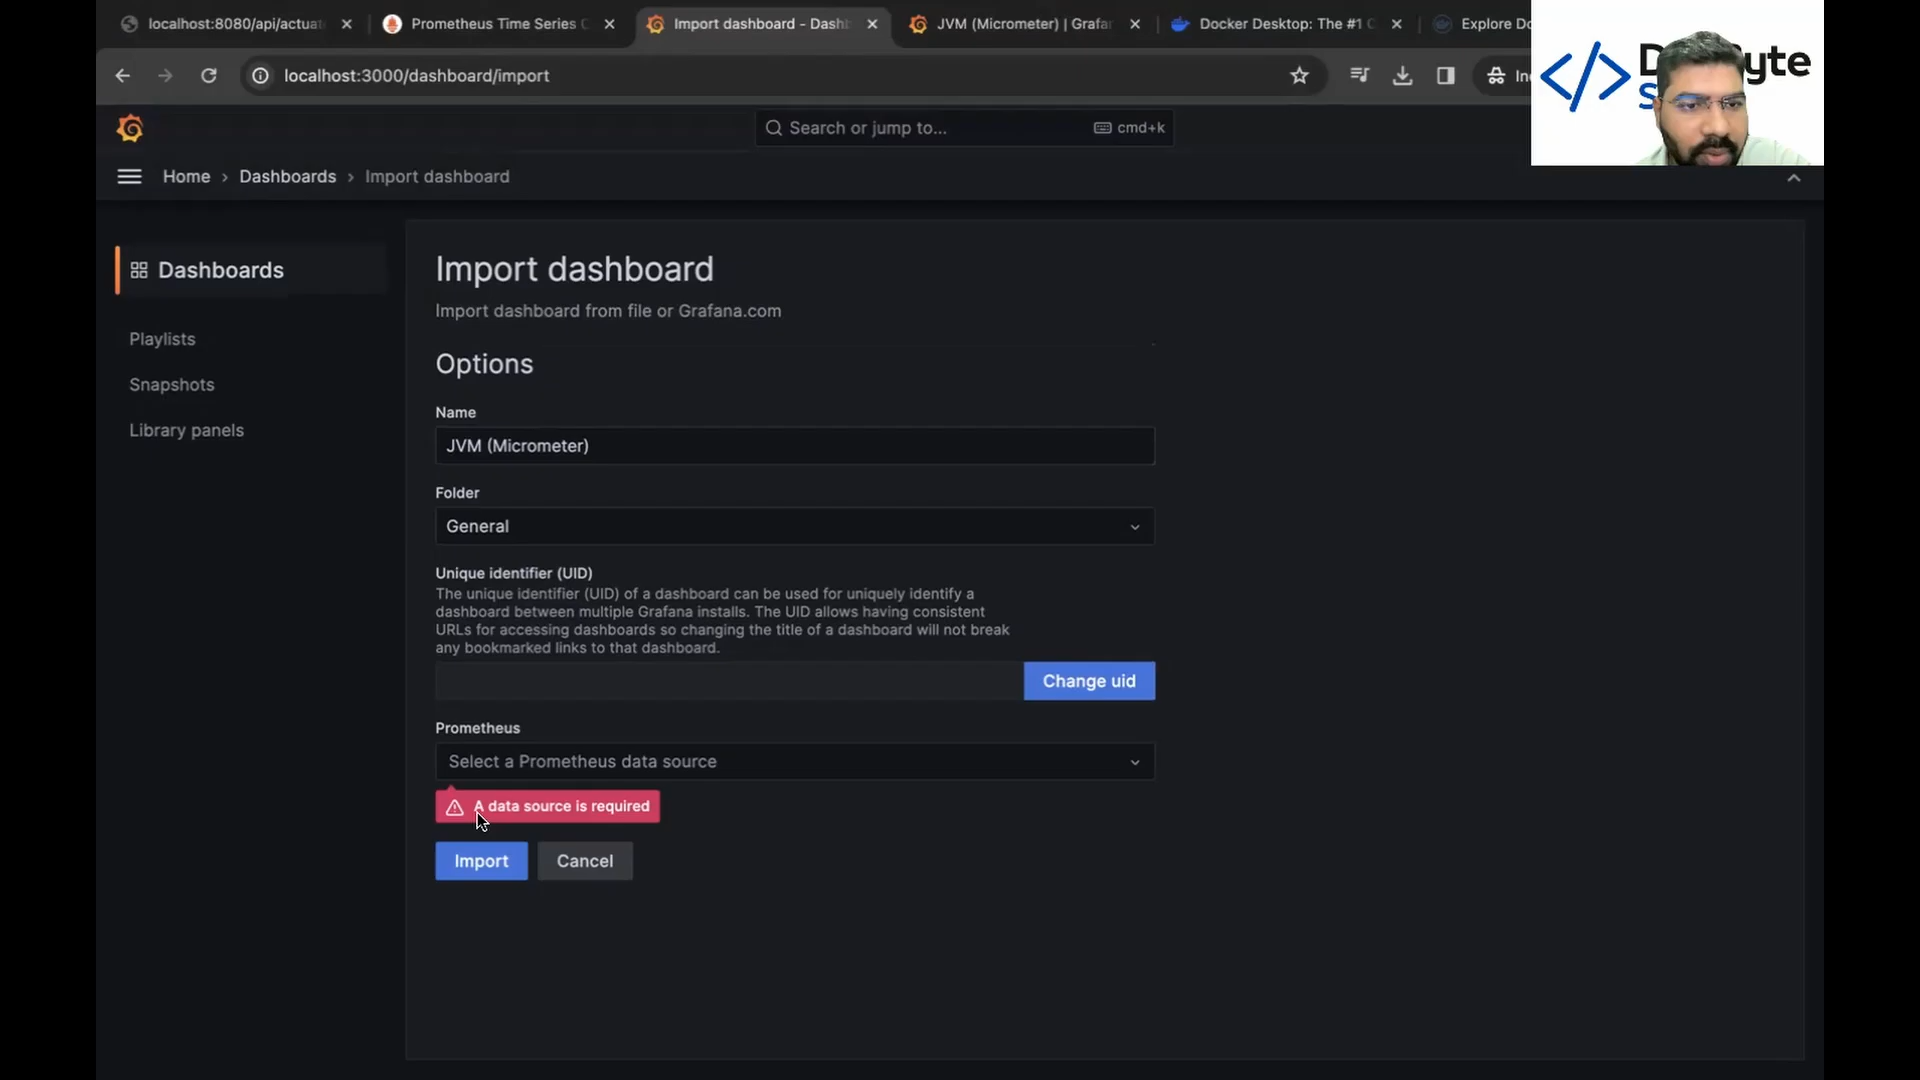 localhost:8080/api/actuat
Prometheus Time Series C
Import dashboard - Dashb
JVM (Micrometer) | Grafan
Docker Desktop: The #1 C
Explore Do
localhost:3000/dashboard/import
Search or jump to...
cmd+k
Home › Dashboards › Import dashboard
Dashboards
Playlists
Snapshots
Library panels
Import dashboard
Import dashboard from file or Grafana.com
Options
Name
JVM (Micrometer)
Folder
General
Unique identifier (UID)
The unique identifier (UID) of a dashboard can be used for uniquely identify a
dashboard between multiple Grafana installs. The UID allows having consistent
URLs for accessing dashboards so changing the title of a dashboard will not break
any bookmarked links to that dashboard.
Change uid
Prometheus
Select a Prometheus data source
A data source is required
Import
Cancel